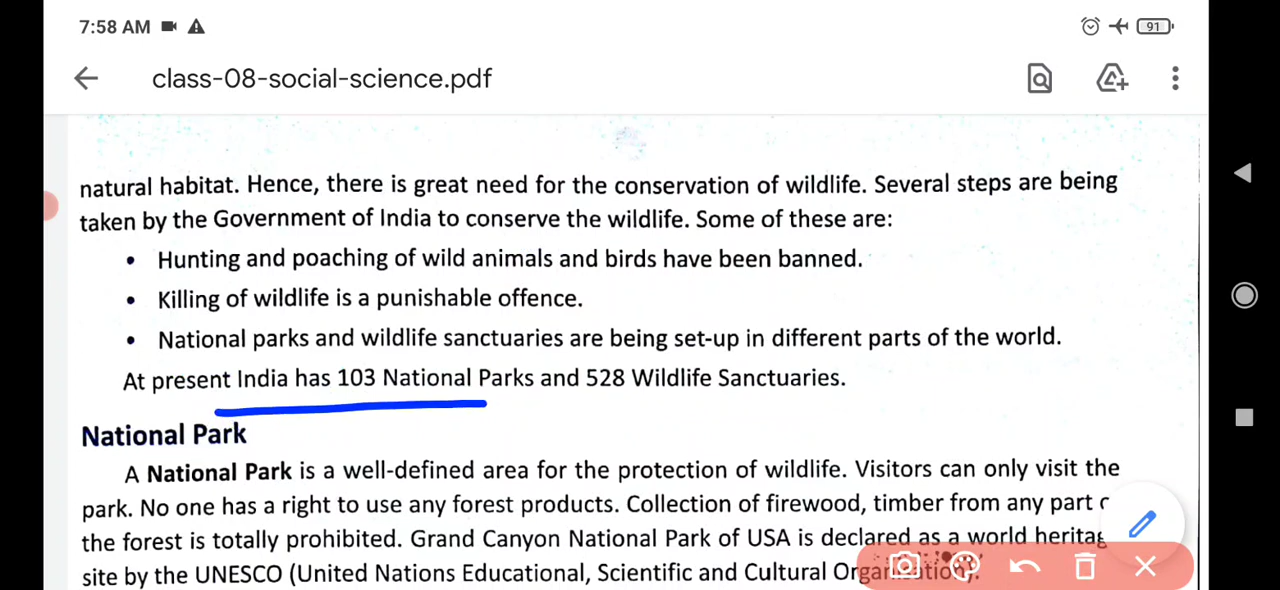 7:58 AM
91
class-08-social-science.pdf
natural habitat. Hence, there is great need for the conservation of wildlife. Several steps are being
taken by the Government of India to conserve the wildlife. Some of these are:
• Hunting and poaching of wild animals and birds have been banned.
• Killing of wildlife is a punishable offence.
• National parks and wildlife sanctuaries are being set-up in different parts of the world.
At present India has 103 National Parks and 528 Wildlife Sanctuaries.
National Park
A National Park is a well-defined area for the protection of wildlife. Visitors can only visit the
park. No one has a right to use any forest products. Collection of firewood, timber from any part
the forest is totally prohibited. Grand Canyon National Park of USA is declared as a world
site by the UNESCO (United Nations Educational, Scientific and Cultural